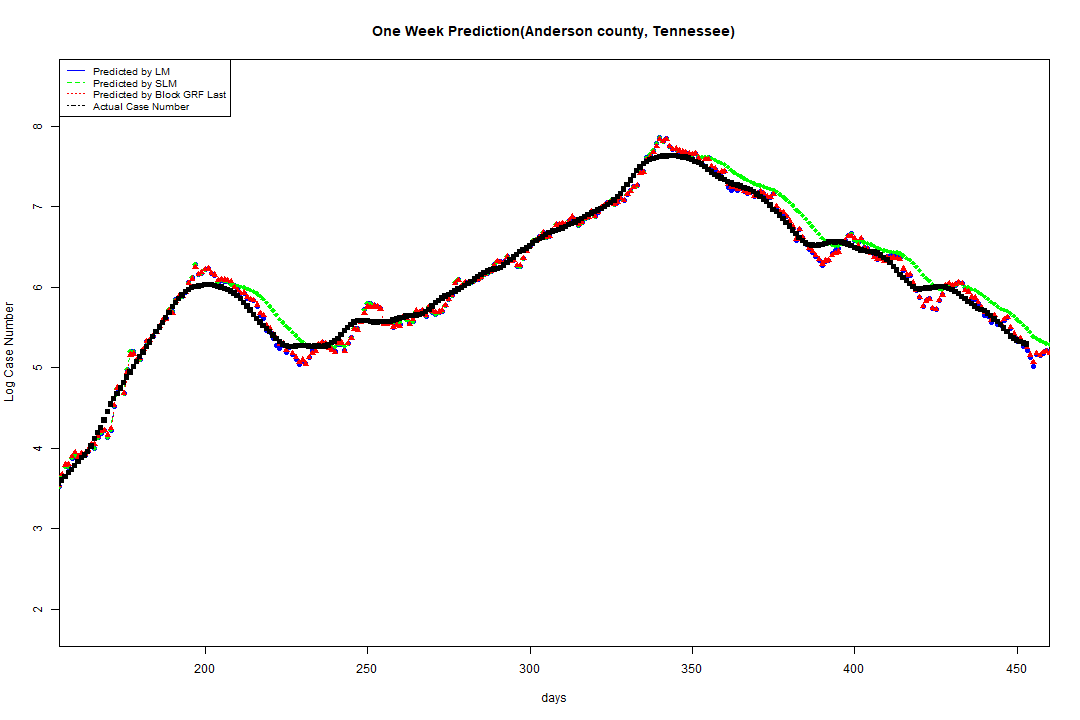 One Week Prediction(Anderson county, Tennessee)
Predicted by LM
Predicted by SLM
Predicted by Block GRF Last
Actual Case Number
8
7
6
5
4
3
2
Log Case Number
200 250 300 350 400 450
days